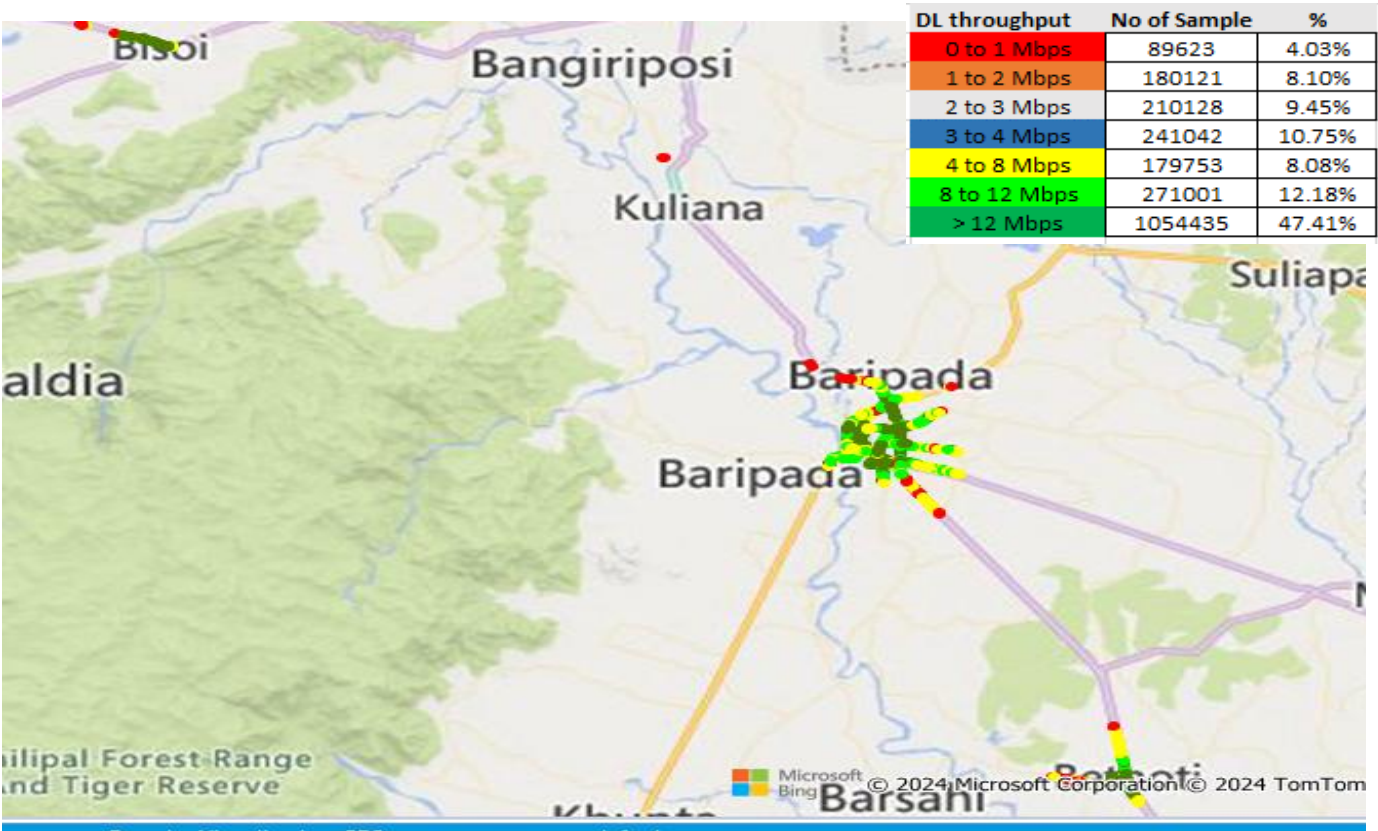 DL throughput No of Sample %
0 to 1 Mbps 89623 4.03%
1 to 2 Mbps 180121 8.10%
2 to 3 Mbps 210128 9.45%
3 to 4 Mbps 241042 10.75%
4 to 8 Mbps 179753 8.08%
8 to 12 Mbps 271001 12.18%
> 12 Mbps 1054435 47.41%
Bisoi
Bangiriposi
Kuliana
Suliapa
aldia
Baripada
Baripada
ilipal Forest Range
nd Tiger Reserve
Microsoft
Bing
© 2024 Microsoft Corporation © 2024 TomTom
Barsahi